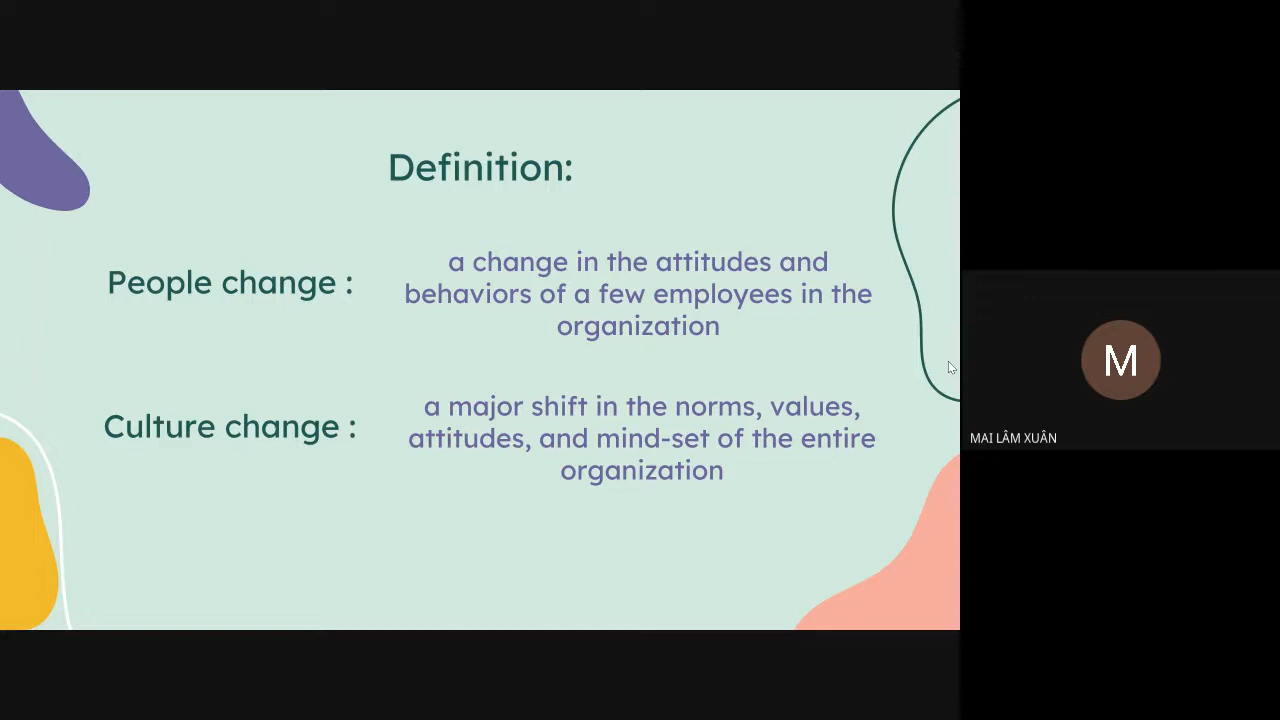 Definition:
People change :
a change in the attitudes and
behaviors of a few employees in the
organization
Culture change :
a major shift in the norms, values,
attitudes, and mind-set of the entire
organization
M
MAI LÂM XUÂN